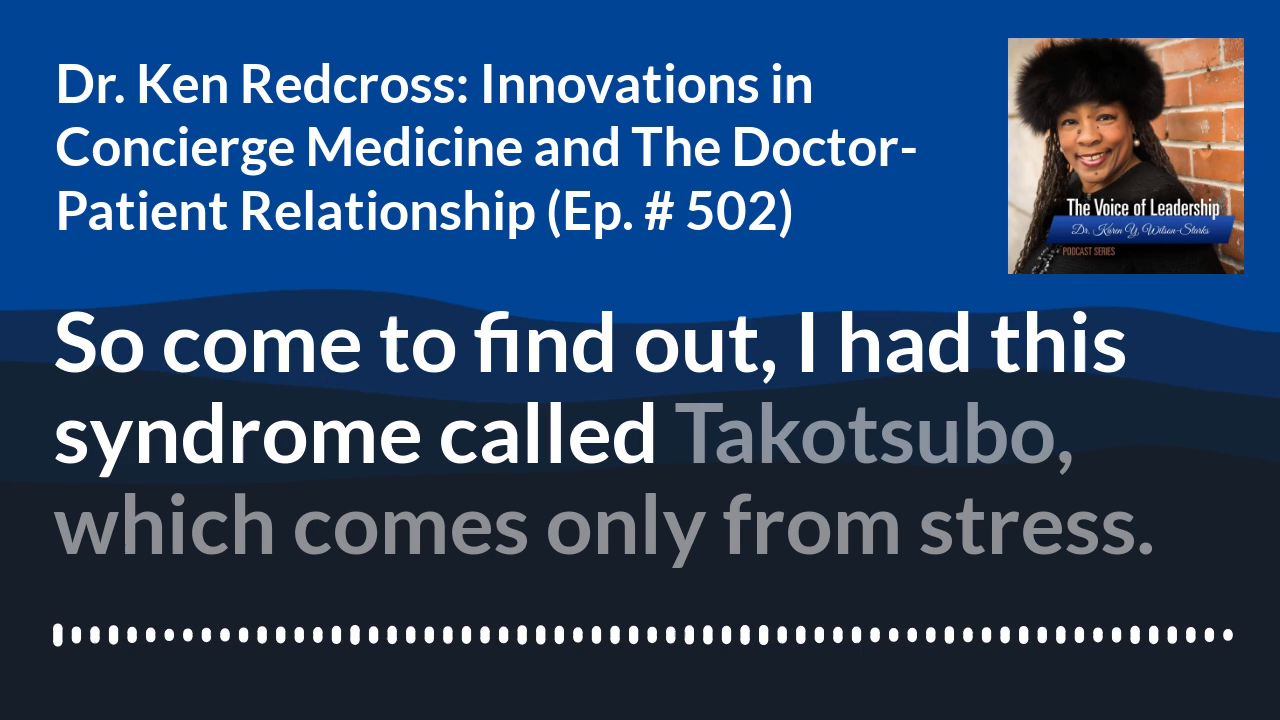 Dr. Ken Redcross: Innovations in
Concierge Medicine and The Doctor-
Patient Relationship (Ep. # 502)
The Voice of Leadership
Dr. Karen Y. Wilson-Starks
PODCAST SERIES
So come to find out, I had this
syndrome called Takotsubo,
which comes only from stress.